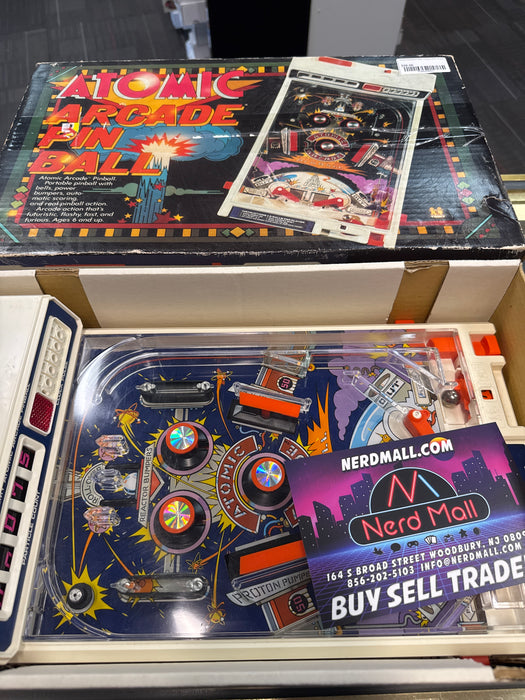 ATOMIC
ARCADE
PIN
BALL
Atomic Arcade™ Pinball.
Portable pinball with
bells, power
bumpers, auto-
matic scoring,
and real pinball action.
Arcade action that's
futuristic, flashy, fast, and
furious. Ages 6 and up.
REACTOR BUMPERS
ATOMIC
PROTON PUMPER
NERDMALL.COM
Nerd Mall
164 S BROAD STREET WOODBURY, NJ
856-202-5103 INFO@NERDMALL.COM
BUY SELL TRADE